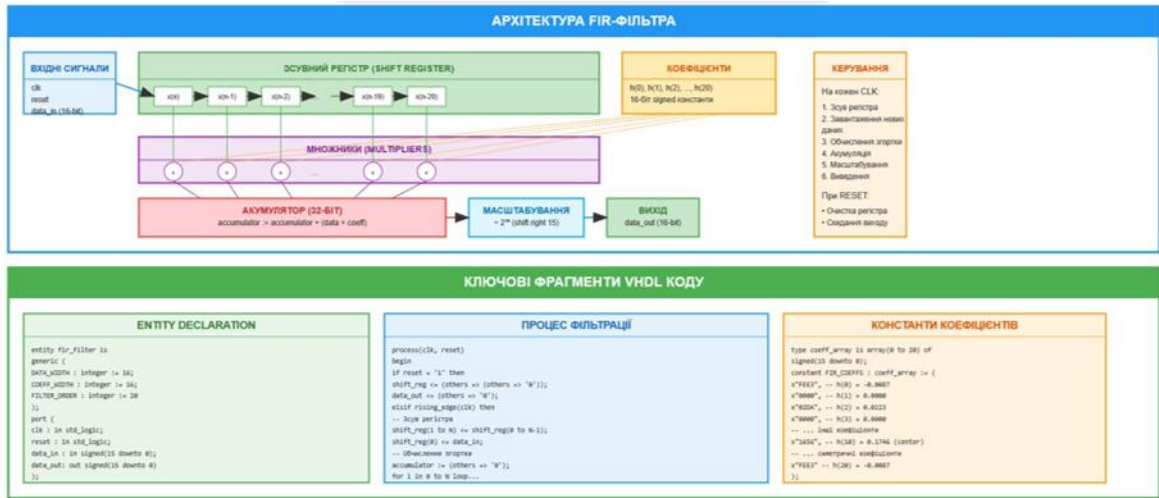 АРХІТЕКТУРА FIR-ФІЛЬТРА
ВХІДНІ СИГНАЛИ
clk
reset
data_in (16-bit)
ЗСУВНИЙ РЕГІСТР (SHIFT REGISTER)
x(n) x(n-1) x(n-2) ... x(n-19) x(n-20)
КОЕФІЦІЄНТИ
h(0), h(1), h(2), ..., h(20)
16-біт signed константи
КЕРУВАННЯ
На кожен CLK:
1. Зсув регістра
2. Завантаження нових
даних
3. Обчислення згортки
4. Акумуляція
5. Масштабування
6. Виведення
При RESET:
• Очистка регістра
• Скидання виходу
МНОЖНИКИ (MULTIPLIERS)
× × × ... × ×
АКУМУЛЯТОР (32-БІТ)
accumulator := accumulator + (data × coeff)
МАСШТАБУВАННЯ
(shift right 15)
ВИХІД
data_out (16-bit)
КЛЮЧОВІ ФРАГМЕНТИ VHDL КОДУ
ENTITY DECLARATION
entity fir_filter is
generic (
DATA_WIDTH : integer := 16;
COEFF_WIDTH : integer := 16;
FILTER_ORDER : integer := 20
);
port (
clk : in std_logic;
reset : in std_logic;
data_in : in signed(15 downto 0)
data_out: out signed(15 downto 0)
);
ПРОЦЕС ФІЛЬТРАЦІЇ
process(clk, reset)
begin
if reset = '1' then
shift_reg <= (others => (others => '0'));
data_out <= (others => '0');
elsif rising_edge(clk) then
-- Зсув регістра
shift_reg(1 to N) <= shift_reg(0 to N-1);
shift_reg(0) <= data_in;
-- Обчислення згортки
accumulator := (others => '0');
for i in 0 to N loop...
КОНСТАНТИ КОЕФІЦІЄНТІВ
type coeff_array is array(0 to 20) of
signed(15 downto 0);
constant FIR_COEFFS : coeff_array := (
x"FEE3", -- h(0) = -0.0087
x"0000", -- h(1) = 0.0000
-- h(2) = 0.0223
x"0000", -- h(3) = 0.0000
-- ... інші коефіцієнти
x"1656", -- h(10) = 0.1746 (center)
-- ... симетричні коефіцієнти
x"FEE3" -- h(20) = -0.0087
);